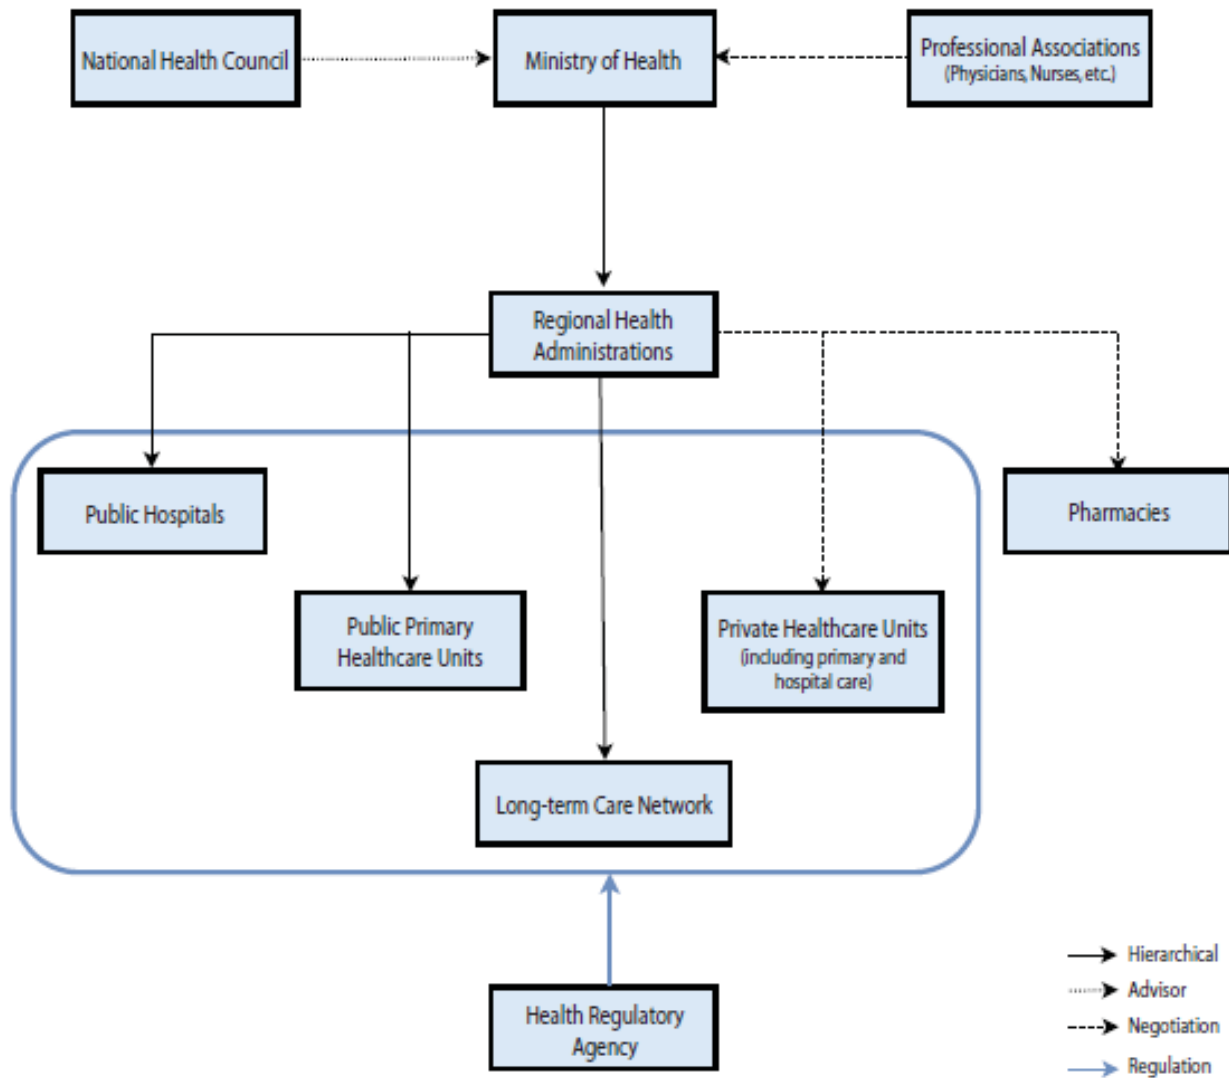 National Health Council
Ministry of Health
Professional Associations
(Physicians, Nurses, etc.)
Regional Health
Administrations
Public Hospitals
Pharmacies
Public Primary
Healthcare Units
Private Healthcare Units
(including primary and
hospital care)
Long-term Care Network
Health Regulatory
Agency
Hierarchical
Advisor
Negotiation
Regulation